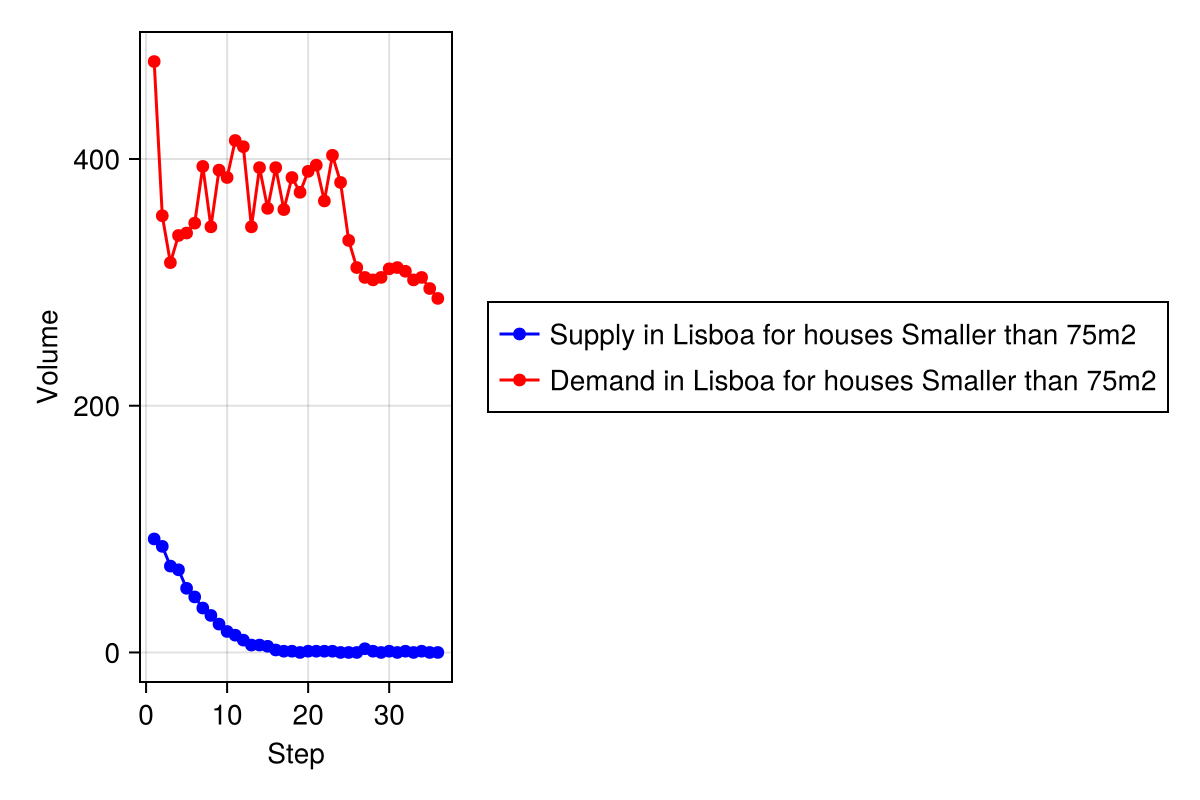 400
200
0
0 10 20 30
Volume
Step
Supply in Lisboa for houses Smaller than 75m2
Demand in Lisboa for houses Smaller than 75m2